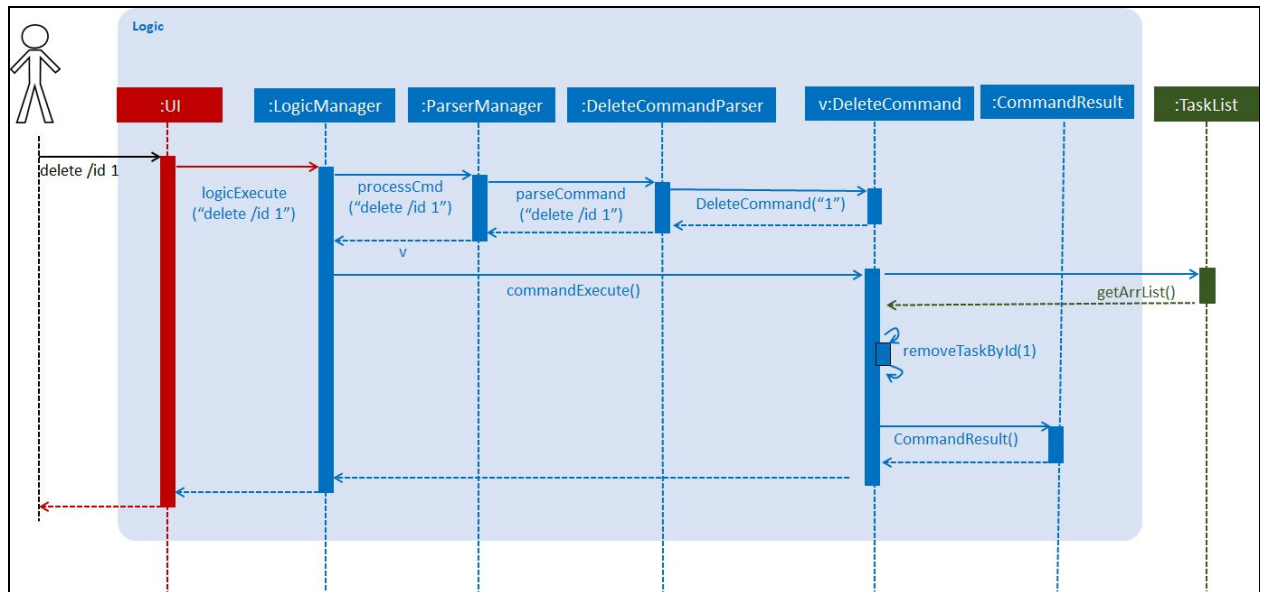 Logic
:UI
:LogicManager
:ParserManager
:DeleteCommandParser
v:DeleteCommand
:CommandResult
:TaskList
delete /id 1
logicExecute
(“delete /id 1”)
processCmd
(“delete /id 1”)
parseCommand
(“delete /id 1”)
DeleteCommand(“1”)
v
commandExecute()
getArrList()
removeTaskById(1)
CommandResult()